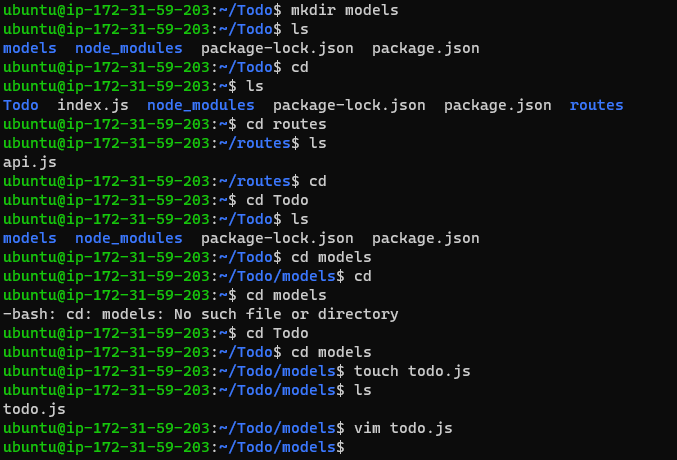 ubuntu@ip-172-31-59-203:~/Todo$ mkdir models
ubuntu@ip-172-31-59-203:~/Todo$ ls
models  node_modules  package-lock.json  package.json
ubuntu@ip-172-31-59-203:~/Todo$ cd
ubuntu@ip-172-31-59-203:~$ ls
Todo  index.js  node_modules  package-lock.json  package.json  routes
ubuntu@ip-172-31-59-203:~$ cd routes
ubuntu@ip-172-31-59-203:~/routes$ ls
api.js
ubuntu@ip-172-31-59-203:~/routes$ cd
ubuntu@ip-172-31-59-203:~$ cd Todo
ubuntu@ip-172-31-59-203:~/Todo$ ls
models  node_modules  package-lock.json  package.json
ubuntu@ip-172-31-59-203:~/Todo$ cd models
ubuntu@ip-172-31-59-203:~/Todo/models$ cd
ubuntu@ip-172-31-59-203:~$ cd models
-bash: cd: models: No such file or directory
ubuntu@ip-172-31-59-203:~$ cd Todo
ubuntu@ip-172-31-59-203:~/Todo$ cd models
ubuntu@ip-172-31-59-203:~/Todo/models$ touch todo.js
ubuntu@ip-172-31-59-203:~/Todo/models$ ls
todo.js
ubuntu@ip-172-31-59-203:~/Todo/models$ vim todo.js
ubuntu@ip-172-31-59-203:~/Todo/models$